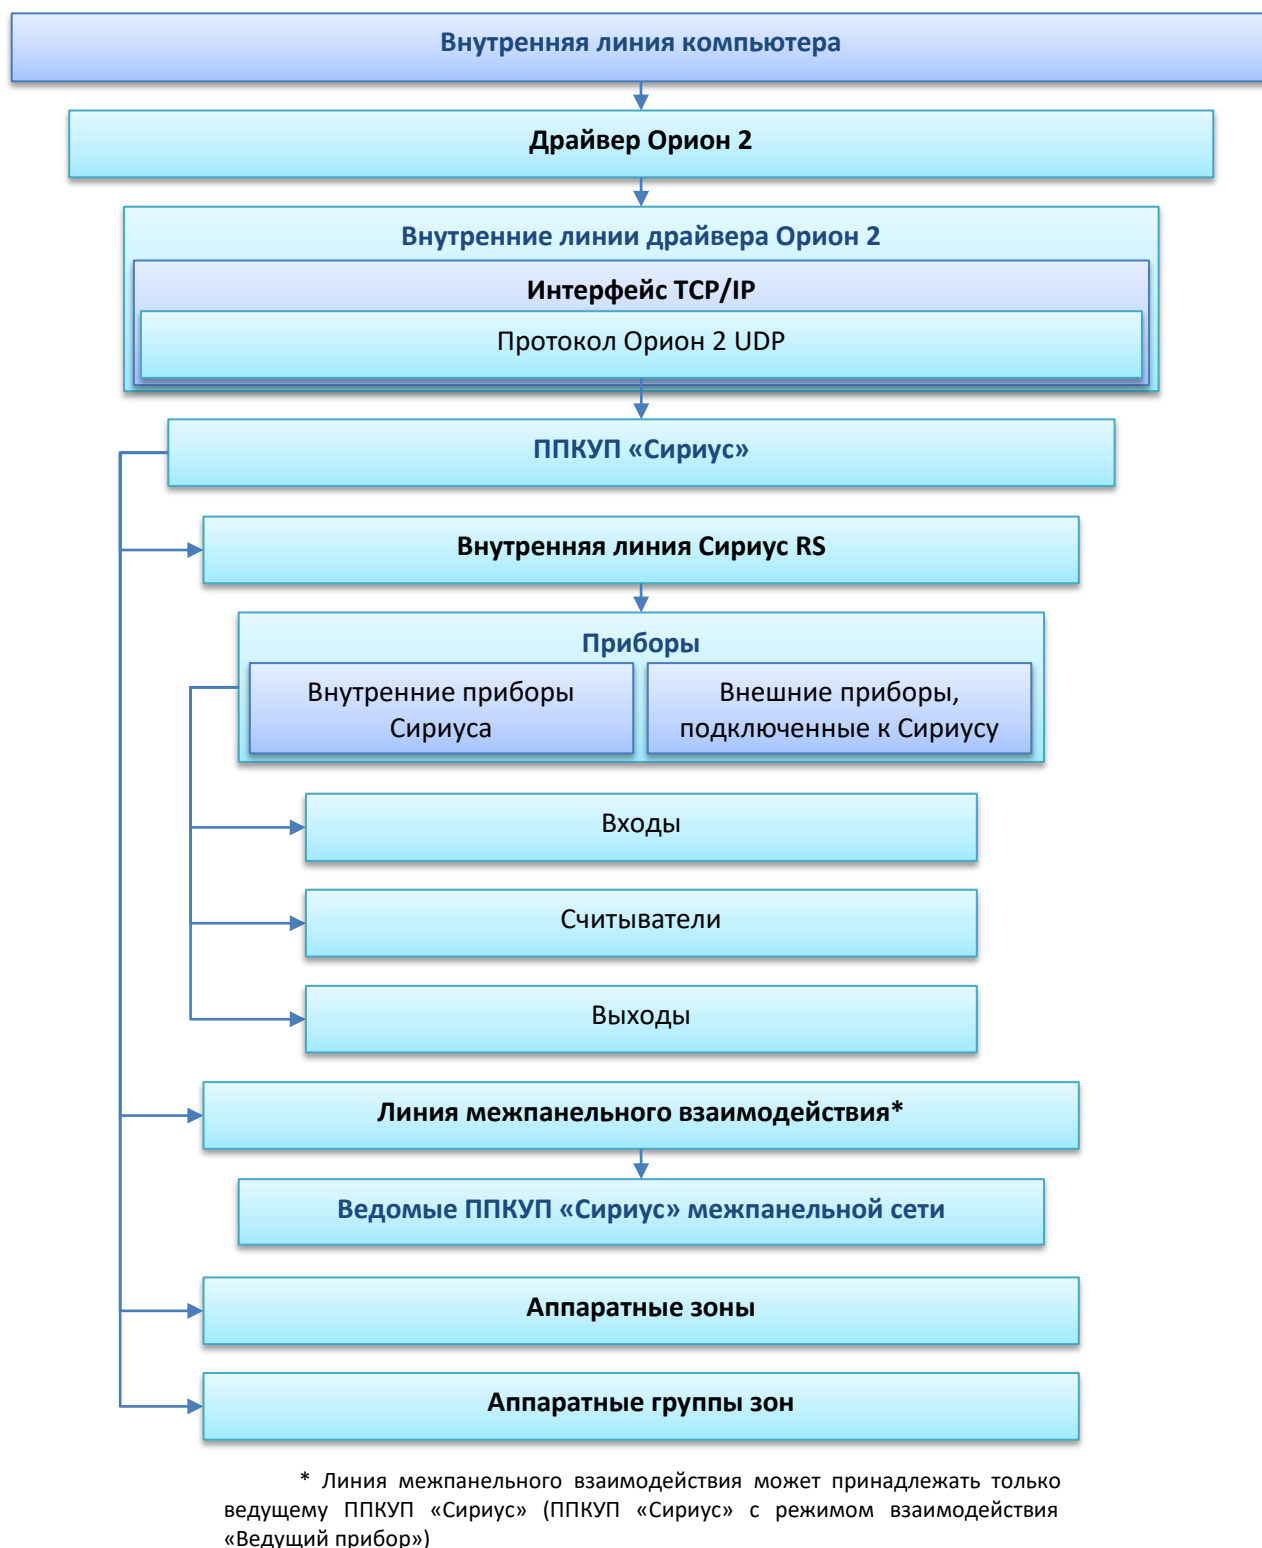 Внутренняя линия компьютера
Драйвер Орион 2
Внутренние линии драйвера Орион 2
Интерфейс TCP/IP
Протокол Орион 2 UDP
ППКУП «Сириус»
Внутренняя линия Сириус RS
Приборы
Внутренние приборы
Сириуса
Внешние приборы,
подключенные к Сириусу
Входы
Считыватели
Выходы
Линия межпанельного взаимодействия*
Ведомые ППКУП «Сириус» межпанельной сети
Аппаратные зоны
Аппаратные группы зон
* Линия межпанельного взаимодействия может принадлежать только
ведущему ППКУП «Сириус» (ППКУП «Сириус» с режимом взаимодействия
«Ведущий прибор»)